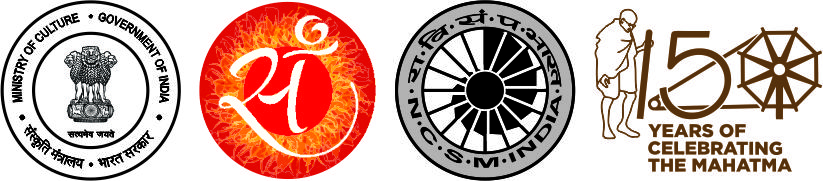 MINISTRY OF CULTURE • GOVERNMENT OF INDIA
सत्यमेव जयते
संस्कृति मंत्रालय • भारत सरकार
सं
रा.वि.सं.प.भारत
N.C.S.M.INDIA
150
YEARS OF
CELEBRATING
THE MAHATMA